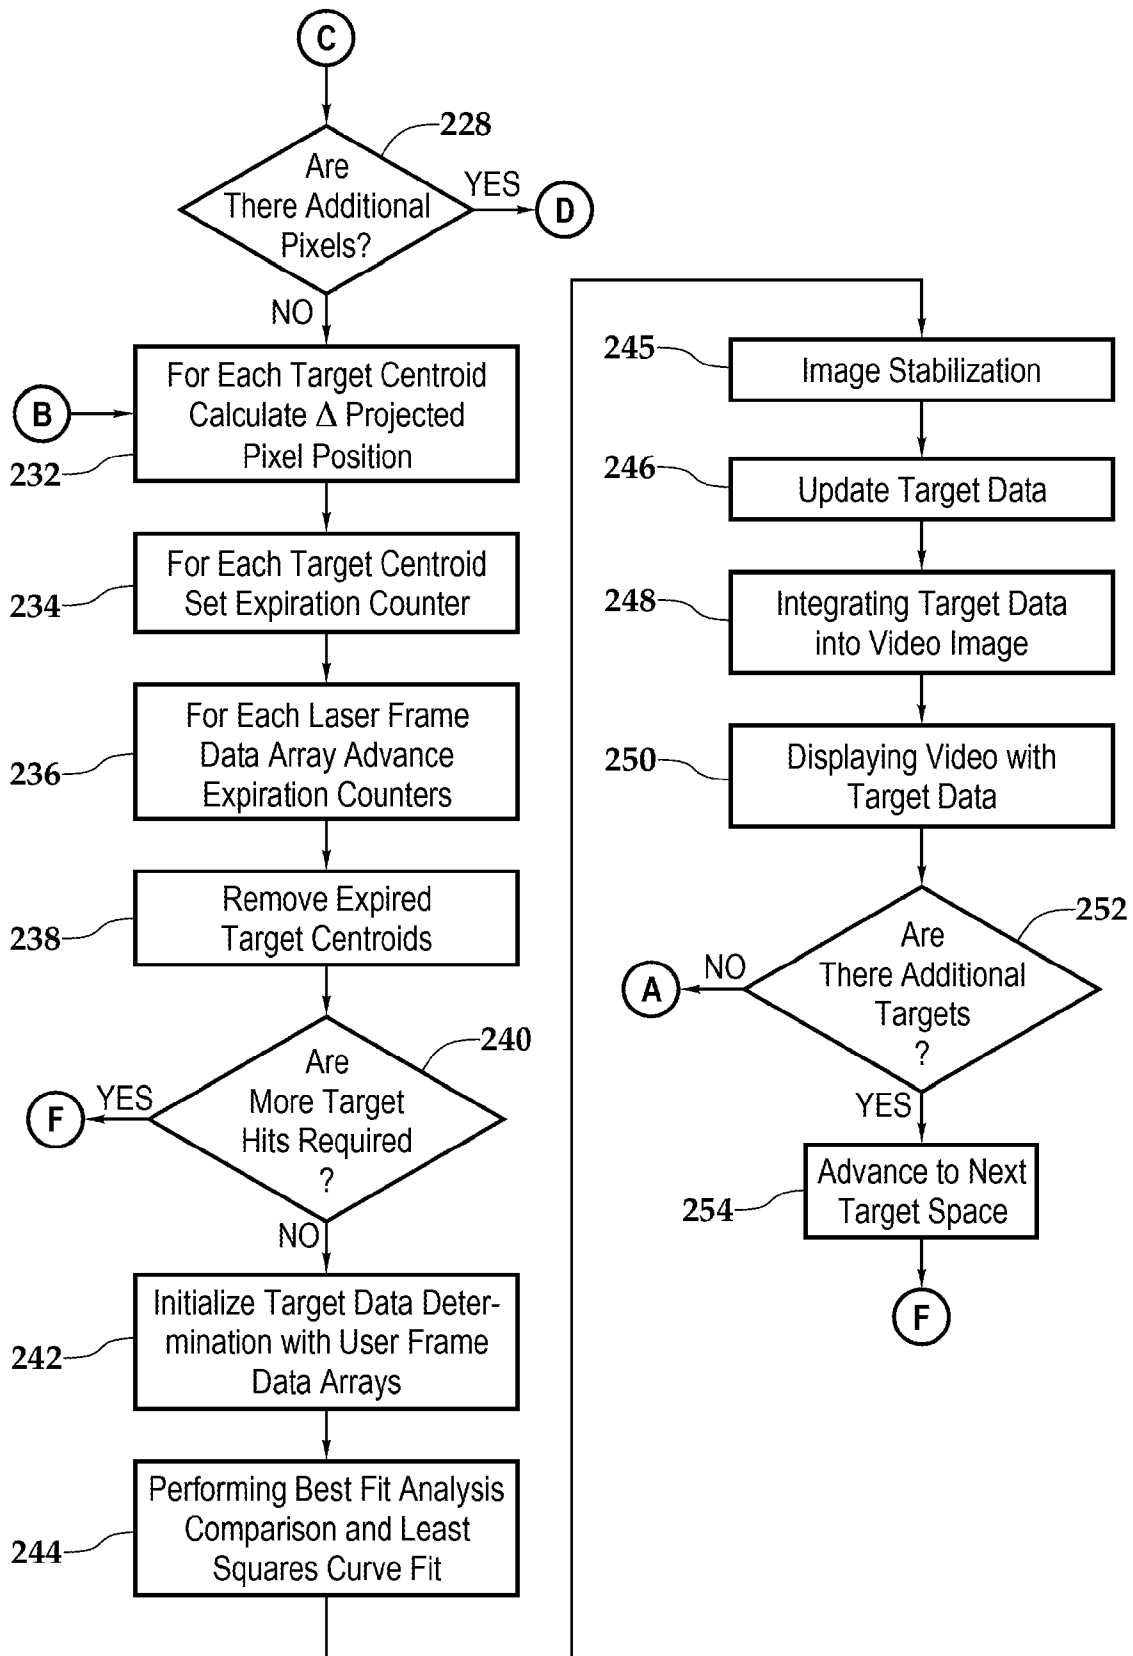 C
228
Are
There Additional
Pixels?
YES
D
NO
B
For Each Target Centroid
Calculate Δ Projected
Pixel Position
232
For Each Target Centroid
Set Expiration Counter
234
For Each Laser Frame
Data Array Advance
Expiration Counters
236
Remove Expired
Target Centroids
238
240
Are
More Target
Hits Required
?
YES
F
NO
Initialize Target Data Deter-
mination with User Frame
Data Arrays
242
Performing Best Fit Analysis
Comparison and Least
Squares Curve Fit
244
245
Image Stabilization
246
Update Target Data
248
Integrating Target Data
into Video Image
250
Displaying Video with
Target Data
252
Are
There Additional
Targets
?
NO
A
YES
Advance to Next
Target Space
254
F